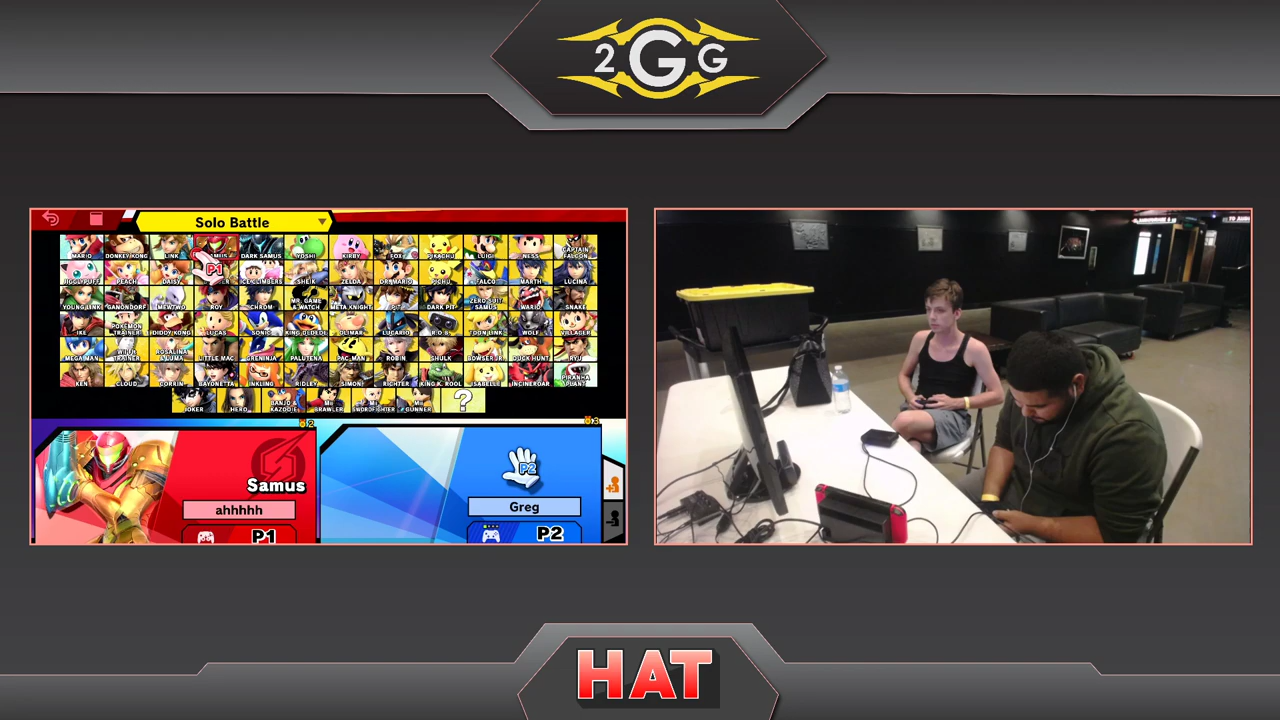 2GG
Solo Battle
MARIO DONKEY KONG LINK SAMUS DARK SAMUS YOSHI KIRBY FOX PIKACHU LUIGI NESS CAPTAIN FALCON
JIGGLYPUFF PEACH DAISY P1 ICE CLIMBERS SHEIK ZELDA DR. MARIO PICHU FALCO MARTH LUCINA
YOUNG LINK GANONDORF MEWTWO ROY CHROM MR. GAME & WATCH META KNIGHT PIT DARK PIT ZERO SUIT SAMUS WARIO SNAKE
IKE POKÉMON TRAINER DIDDY KONG LUCAS SONIC KING DEDEDE OLIMAR LUCARIO R.O.B. TOON LINK WOLF VILLAGER
MEGA MAN WII FIT TRAINER ROSALINA & LUMA LITTLE MAC GRENINJA PALUTENA PAC-MAN ROBIN SHULK BOWSER JR. DUCK HUNT RYU
KEN CLOUD CORRIN BAYONETTA INKLING RIDLEY SIMON RICHTER KING K. ROOL ISABELLE INCINEROAR PIRANHA PLANT
JOKER HERO BANJO & KAZOOIE Mii BRAWLER Mii SWORDFIGHTER Mii GUNNER ?
2
3
Samus
ahhhhh
P1
P2
Greg
P2
HAT